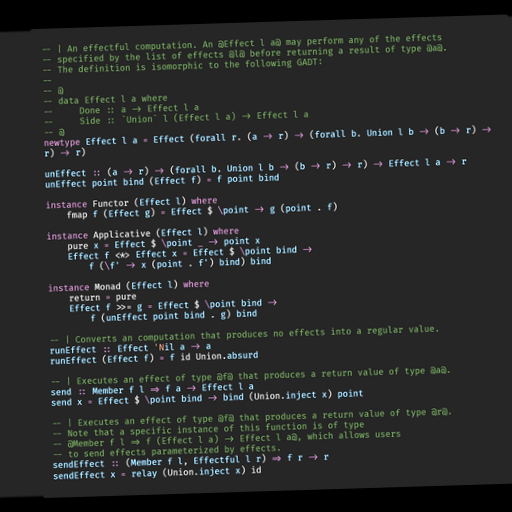 -- | An effectful computation. An @Effect l a@ may perform any of the effects
-- specified by the list of effects @l@ before returning a result of type @a@.
-- The definition is isomorphic to the following GADT:
--
-- @
-- data Effect l a where
--     Done :: a -> Effect l a
--     Side :: `Union` l (Effect l a) -> Effect l a
-- @
newtype Effect l a = Effect (forall r. (a -> r) -> (forall b. Union l b -> (b -> r) ->
r) -> r)
unEffect :: (a -> r) -> (forall b. Union l b -> (b -> r) -> r) -> Effect l a -> r
unEffect point bind (Effect f) = f point bind
instance Functor (Effect l) where
    fmap f (Effect g) = Effect $ \point -> g (point . f)
instance Applicative (Effect l) where
    pure x = Effect $ \point _ -> point x
    Effect f <*> Effect x = Effect $ \point bind ->
        f (\f' -> x (point . f') bind) bind
instance Monad (Effect l) where
    return = pure
    Effect f >>= g = Effect $ \point bind ->
        f (unEffect point bind . g) bind
-- | Converts an computation that produces no effects into a regular value.
runEffect :: Effect 'Nil a -> a
runEffect (Effect f) = f id Union.absurd
-- | Executes an effect of type @f@ that produces a return value of type @a@.
send :: Member f l => f a -> Effect l a
send x = Effect $ \point bind -> bind (Union.inject x) point
-- | Executes an effect of type @f@ that produces a return value of type @r@.
-- Note that a specific instance of this function is of type
-- @Member f l => f (Effect l a) -> Effect l a@, which allows users
-- to send effects parameterized by effects.
sendEffect :: (Member f l, Effectful l r) => f r -> r
sendEffect x = relay (Union.inject x) id